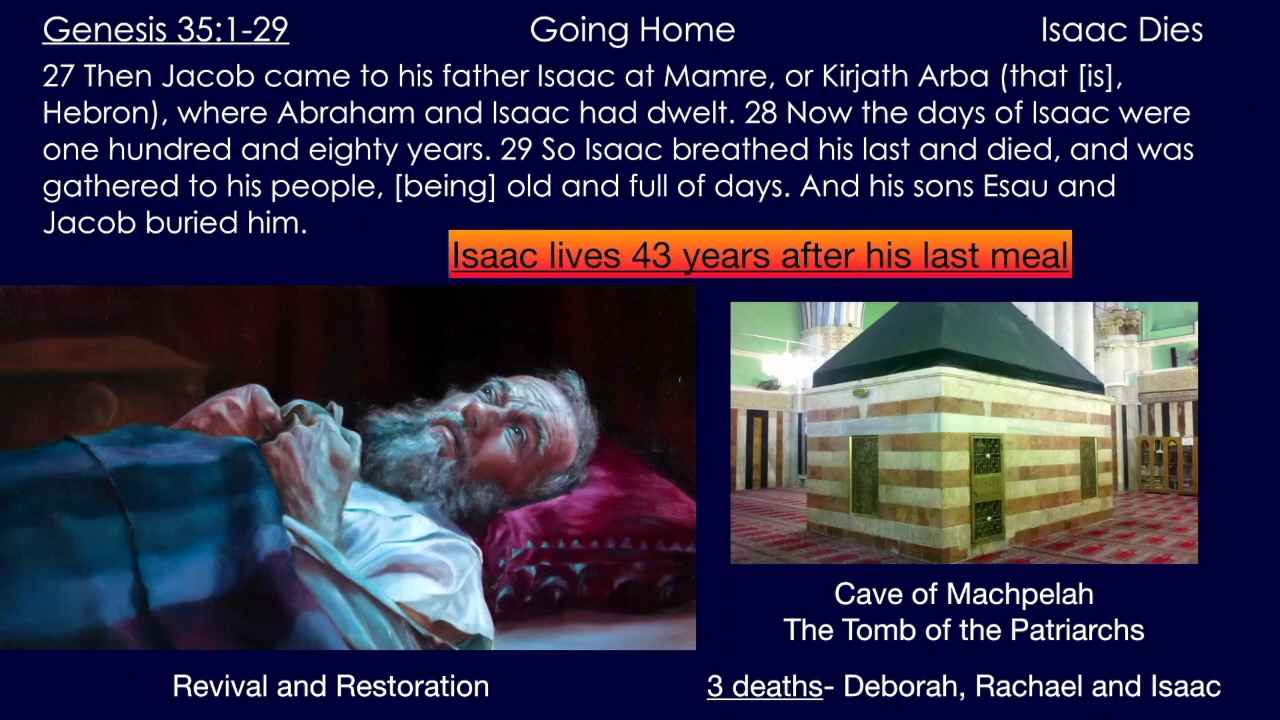 Genesis 35:1-29 Going Home Isaac Dies
27 Then Jacob came to his father Isaac at Mamre, or Kirjath Arba (that [is],
Hebron), where Abraham and Isaac had dwelt. 28 Now the days of Isaac were
one hundred and eighty years. 29 So Isaac breathed his last and died, and was
gathered to his people, [being] old and full of days. And his sons Esau and
Jacob buried him.
Isaac lives 43 years after his last meal
Cave of Machpelah
The Tomb of the Patriarchs
Revival and Restoration
3 deaths- Deborah, Rachael and Isaac